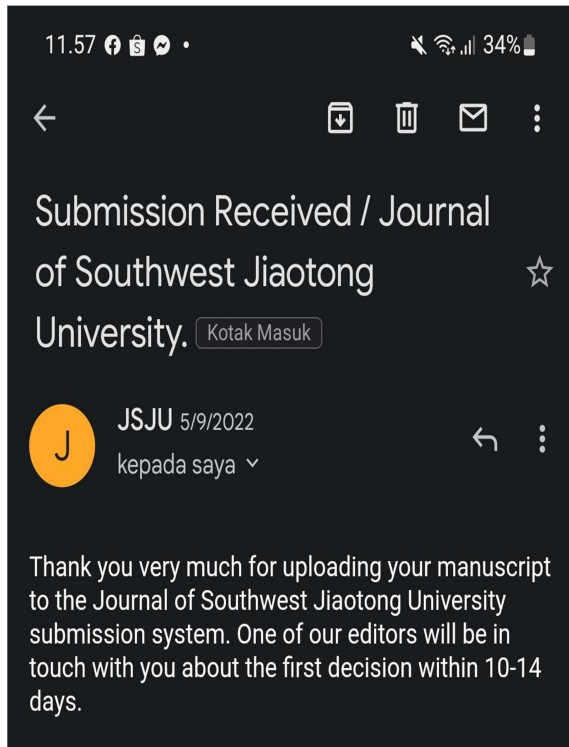 11.57 34%
Submission Received / Journal
of Southwest Jiaotong
University. Kotak Masuk
J
JSJU 5/9/2022
kepada saya
Thank you very much for uploading your manuscript
to the Journal of Southwest Jiaotong University
submission system. One of our editors will be in
touch with you about the first decision within 10-14
days.